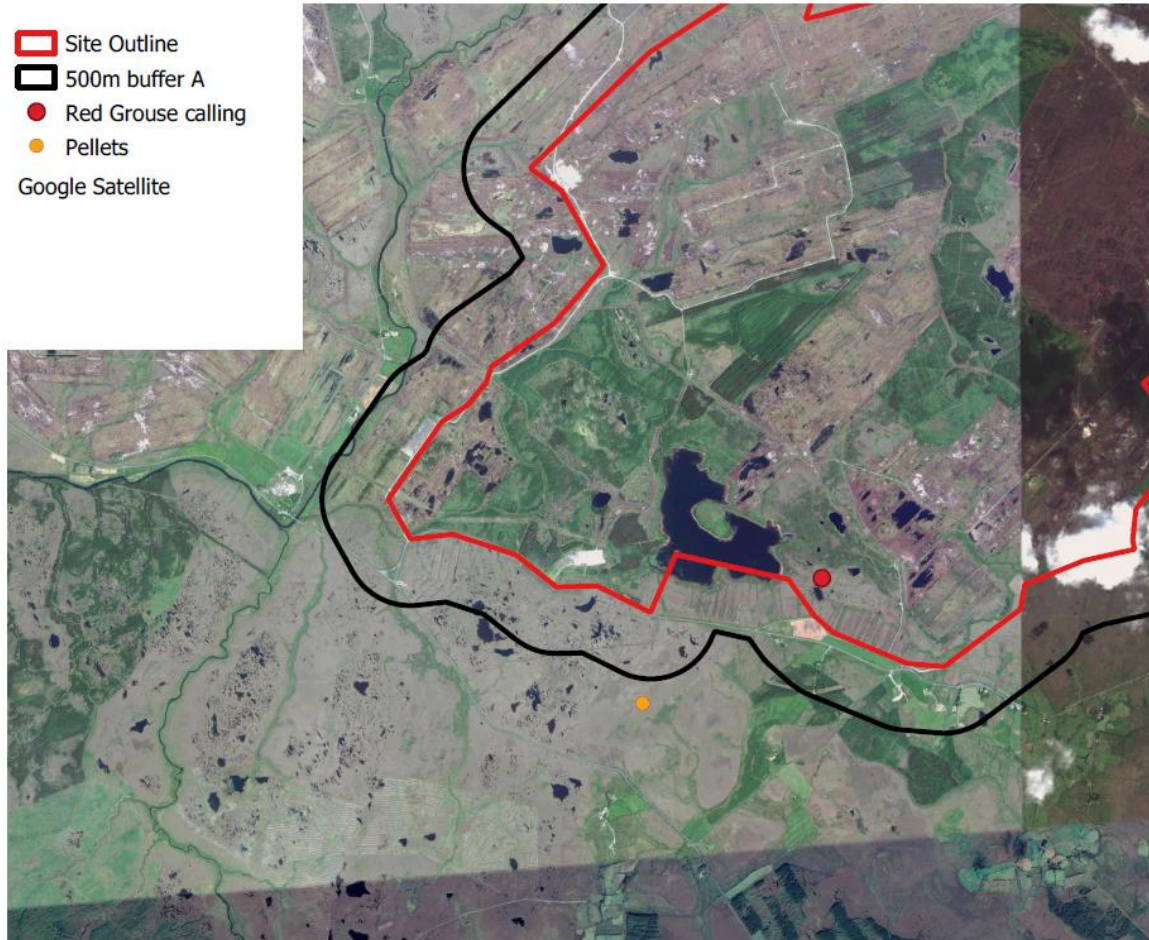 Site Outline
500m buffer A
Red Grouse calling
Pellets
Google Satellite